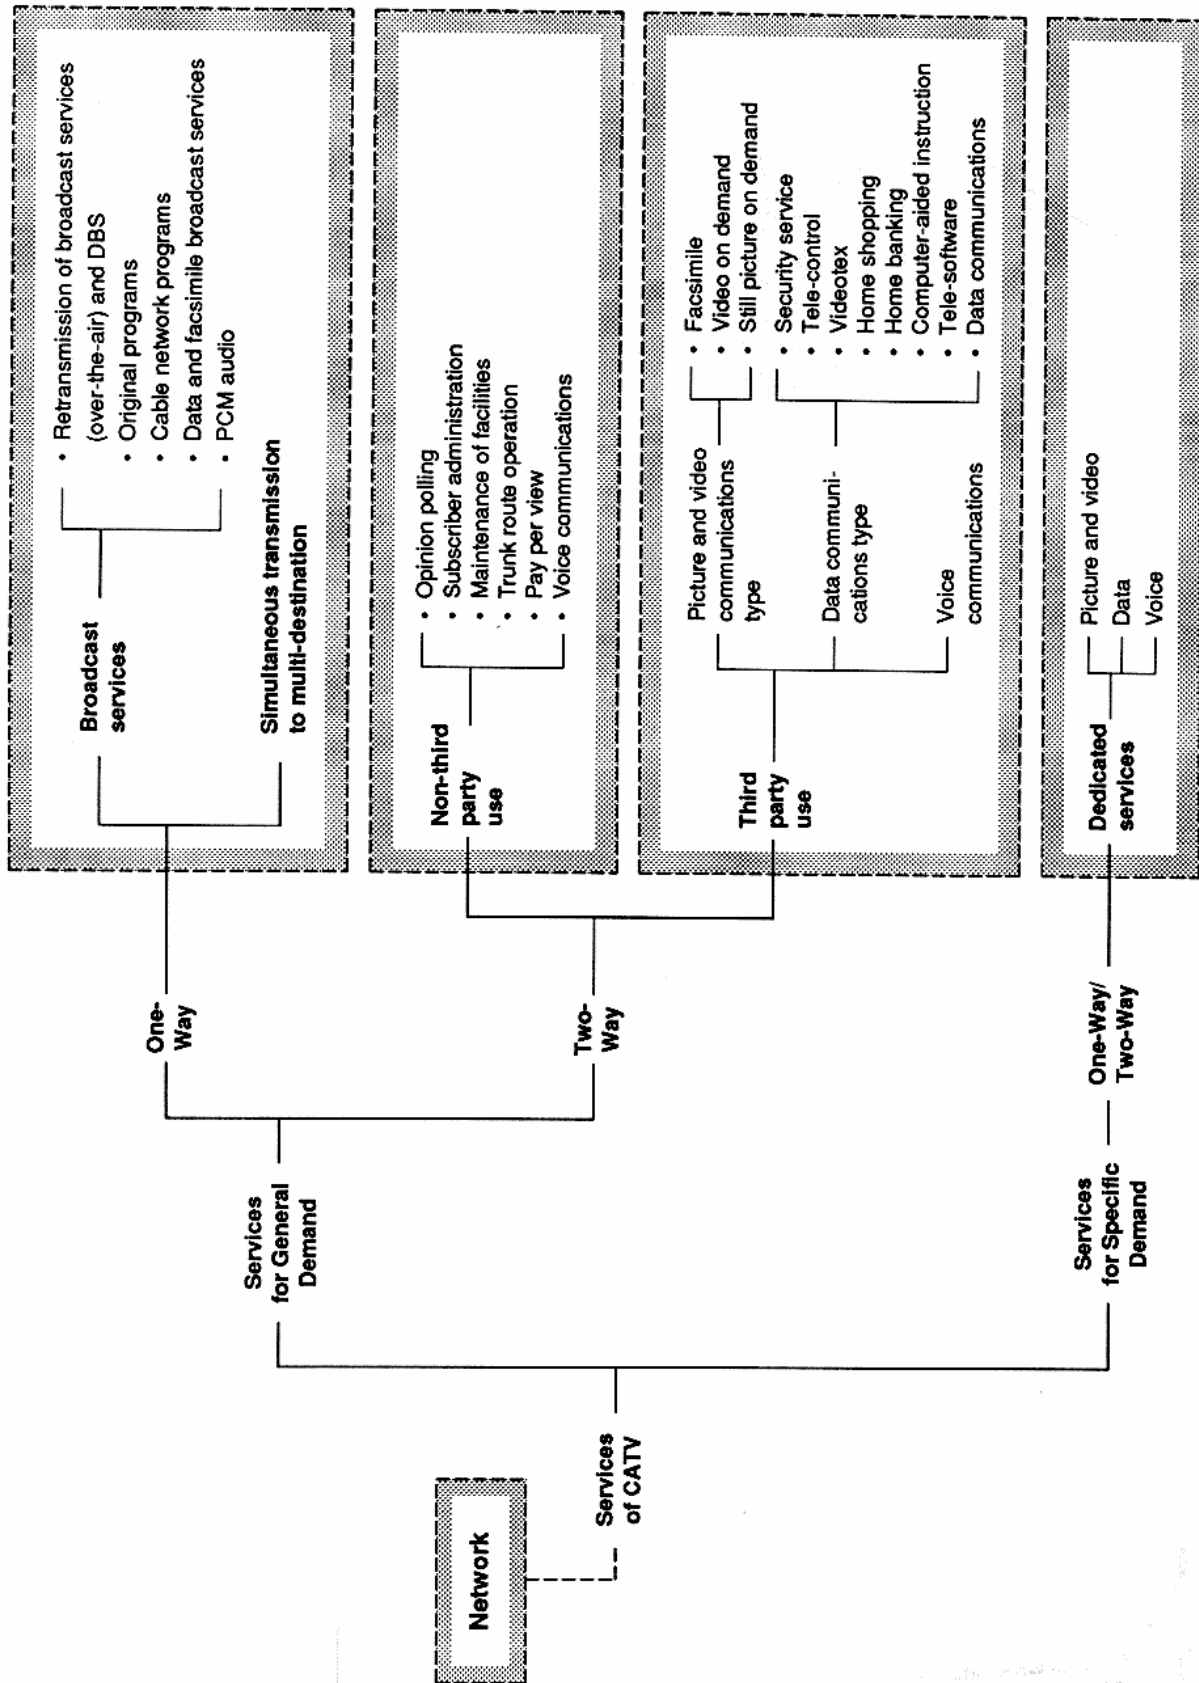 Network
Services
of CATV
Services
for General
Demand
One-
Way
Broadcast
services
• Retransmission of broadcast services
(over-the-air) and DBS
• Original programs
• Cable network programs
• Data and facsimile broadcast services
• PCM audio
Simultaneous transmission
to multi-destination
Two-
Way
Non-third
party
use
• Opinion polling
• Subscriber administration
• Maintenance of facilities
• Trunk route operation
• Pay per view
• Voice communications
Third
party
use
Picture and video
communications
type
• Facsimile
• Video on demand
• Still picture on demand
Data communi-
cations type
• Security service
• Tele-control
• Videotex
• Home shopping
• Home banking
• Computer-aided instruction
• Tele-software
• Data communications
Voice
communications
Services
for Specific
Demand
One-Way/
Two-Way
Dedicated
services
• Picture and video
• Data
• Voice